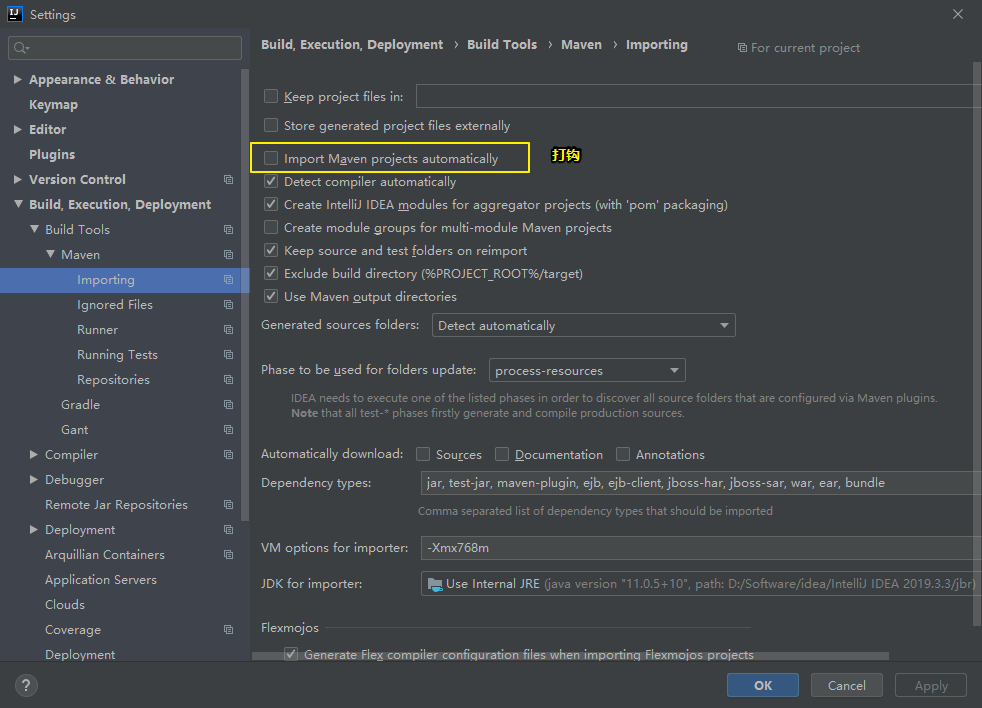 IJ Settings
Build, Execution, Deployment › Build Tools › Maven › Importing For current project
Appearance & Behavior
Keymap
Editor
Plugins
Version Control
Build, Execution, Deployment
Build Tools
Maven
Importing
Ignored Files
Runner
Running Tests
Repositories
Gradle
Gant
Compiler
Debugger
Remote Jar Repositories
Deployment
Arquillian Containers
Application Servers
Clouds
Coverage
Deployment
Keep project files in:
Store generated project files externally
Import Maven projects automatically 打钩
Detect compiler automatically
Create IntelliJ IDEA modules for aggregator projects (with 'pom' packaging)
Create module groups for multi-module Maven projects
Keep source and test folders on reimport
Exclude build directory (%PROJECT_ROOT%/target)
Use Maven output directories
Generated sources folders: Detect automatically
Phase to be used for folders update: process-resources
IDEA needs to execute one of the listed phases in order to discover all source folders that are configured via Maven plugins.
Note that all test-* phases firstly generate and compile production sources.
Automatically download: Sources Documentation Annotations
Dependency types: jar, test-jar, maven-plugin, ejb, ejb-client, jboss-har, jboss-sar, war, ear, bundle
Comma separated list of dependency types that should be imported
VM options for importer: -Xmx768m
JDK for importer: Use Internal JRE (java version "11.0.5+10", path: D:/Software/idea/IntelliJ IDEA 2019.3.3/jbr)
Flexmojos
Generate Flex compiler configuration files when importing Flexmojos projects
? OK Cancel Apply